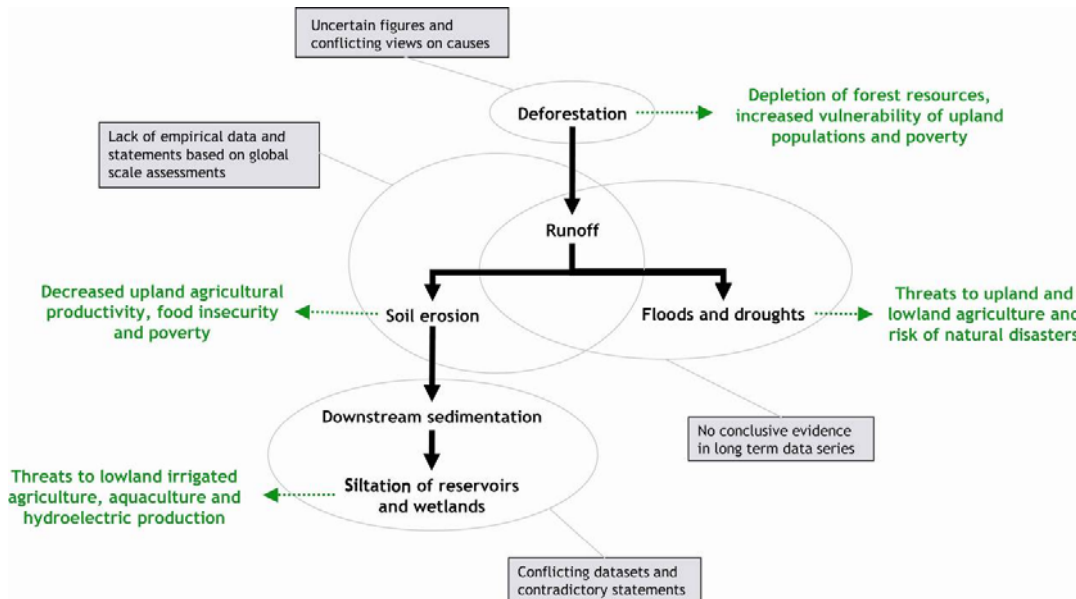 Uncertain figures and
conflicting views on causes
Deforestation
Depletion of forest resources,
increased vulnerability of upland
populations and poverty
Lack of empirical data and
statements based on global
scale assessments
Runoff
Decreased upland agricultural
productivity, food insecurity
and poverty
Soil erosion
Floods and droughts
Threats to upland and
lowland agriculture and
risk of natural disasters
Downstream sedimentation
No conclusive evidence
in long term data series
Threats to lowland irrigated
agriculture, aquaculture and
hydroelectric production
Siltation of reservoirs
and wetlands
Conflicting datasets and
contradictory statements